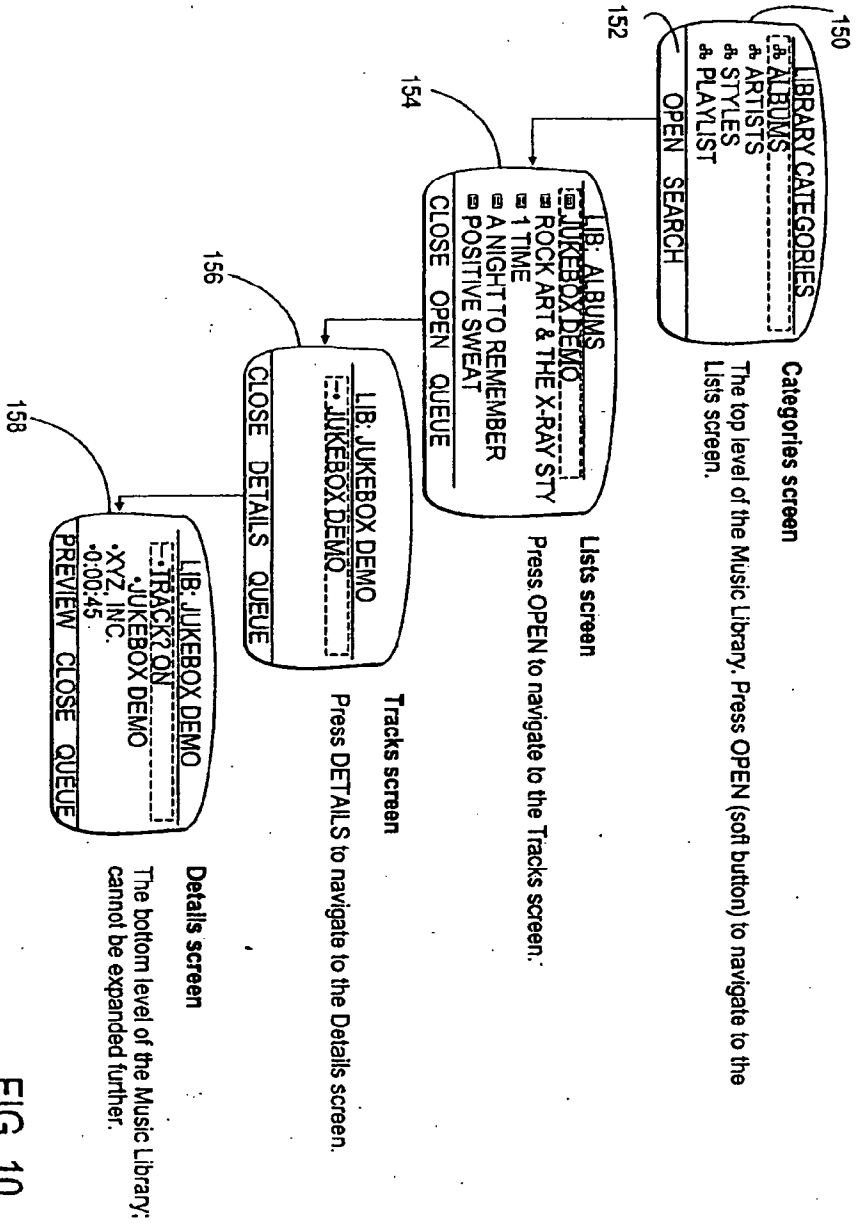 150
LIBRARY CATEGORIES
ALBUMS
ARTISTS
STYLES
PLAYLIST
OPEN SEARCH
152
Categories screen
The top level of the Music Library. Press OPEN (soft button) to navigate to the
Lists screen.
154
LIB: ALBUMS
JUKEBOX DEMO
ROCK ART & THE X-RAY STY
1 TIME
A NIGHT TO REMEMBER
POSITIVE SWEAT
CLOSE OPEN QUEUE
Lists screen
Press OPEN to navigate to the Tracks screen.
156
LIB: JUKEBOX DEMO
JUKEBOX DEMO
CLOSE DETAILS QUEUE
Tracks screen
Press DETAILS to navigate to the Details screen.
158
LIB: JUKEBOX DEMO
•TRACK? ON
•JUKEBOX DEMO
•XYZ, INC.
•0:00:45
PREVIEW CLOSE QUEUE
Details screen
The bottom level of the Music Library;
cannot be expanded further.
FIG. 10